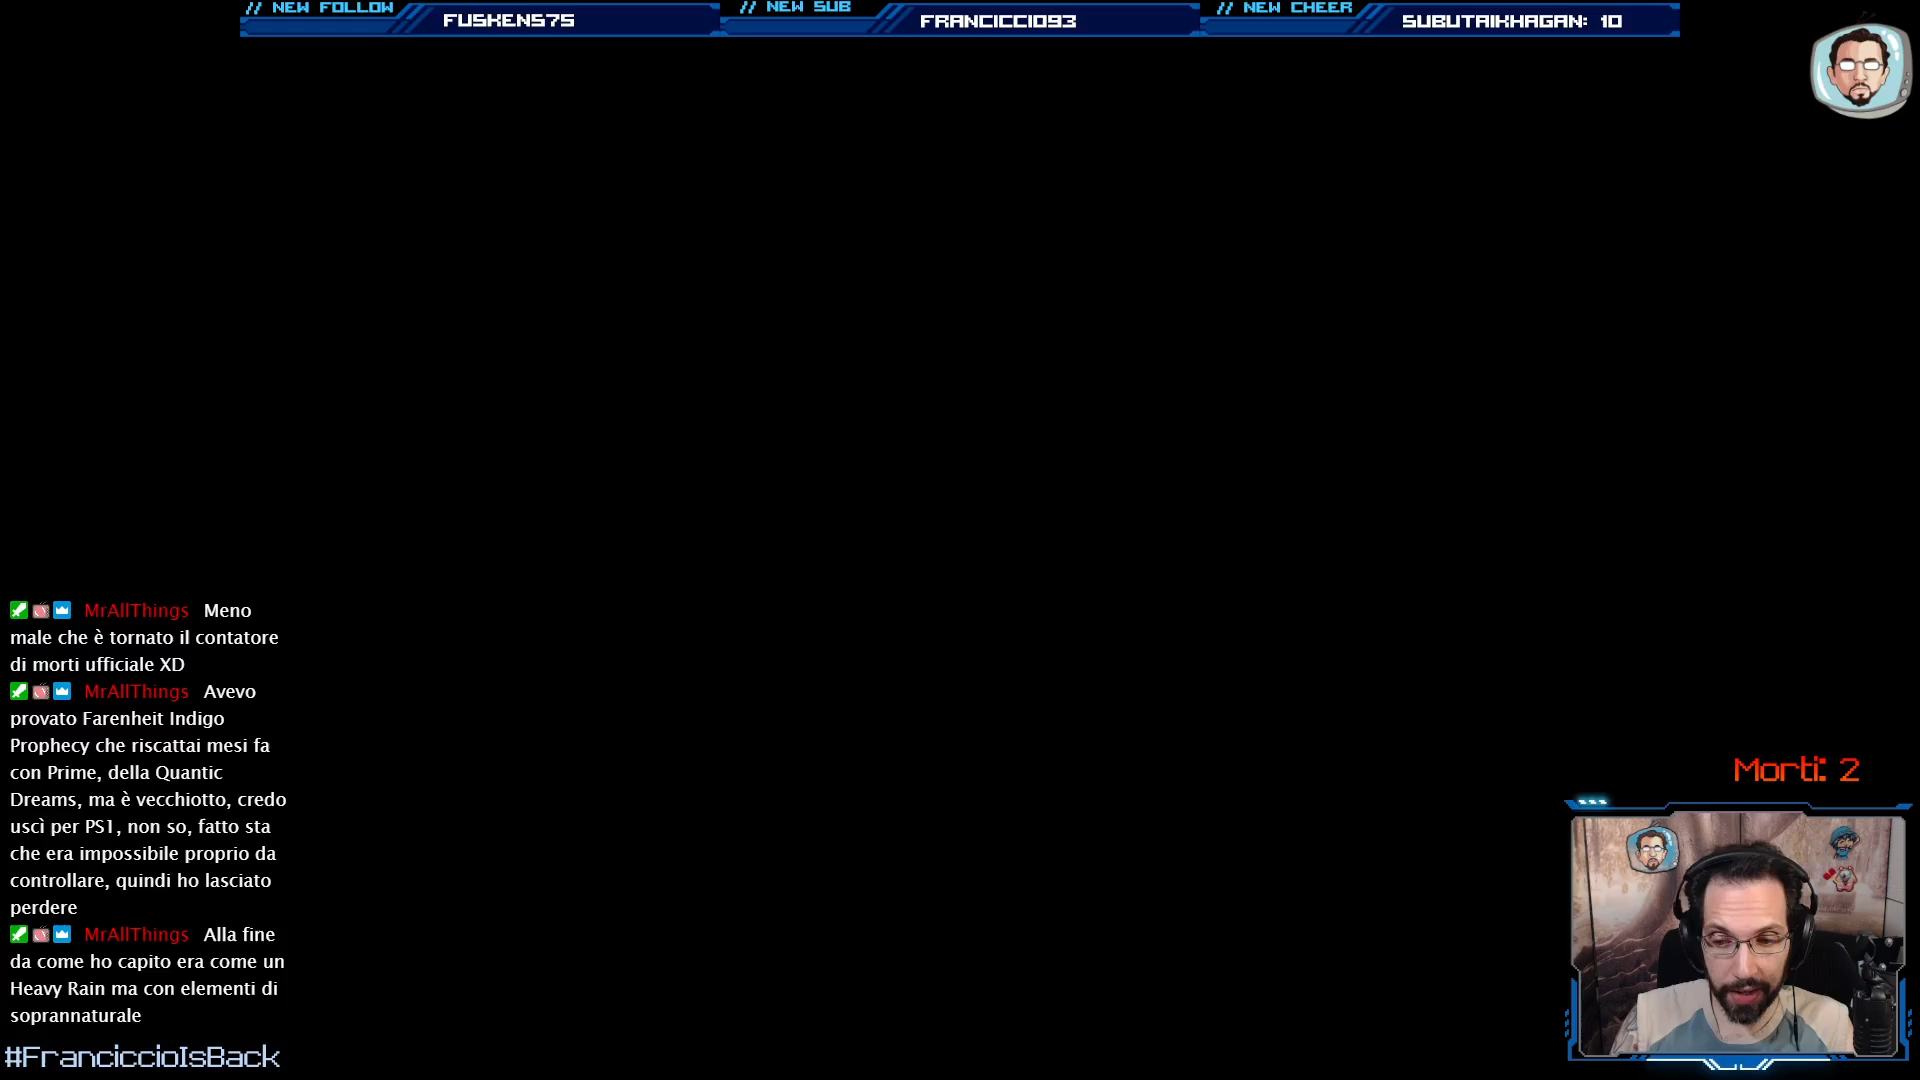 // NEW FOLLOW
FUSKENS75
// NEW SUB
FRANCICCIO93
// NEW CHEER
SUBUTAIKHAGAN: 10
MrAllThings Meno
male che è tornato il contatore
di morti ufficiale XD
MrAllThings Avevo
provato Farenheit Indigo
Prophecy che riscattai mesi fa
con Prime, della Quantic
Dreams, ma è vecchiotto, credo
uscì per PS1, non so, fatto sta
che era impossibile proprio da
controllare, quindi ho lasciato
perdere
MrAllThings Alla fine
da come ho capito era come un
Heavy Rain ma con elementi di
soprannaturale
#FranciccioIsBack
Morti: 2